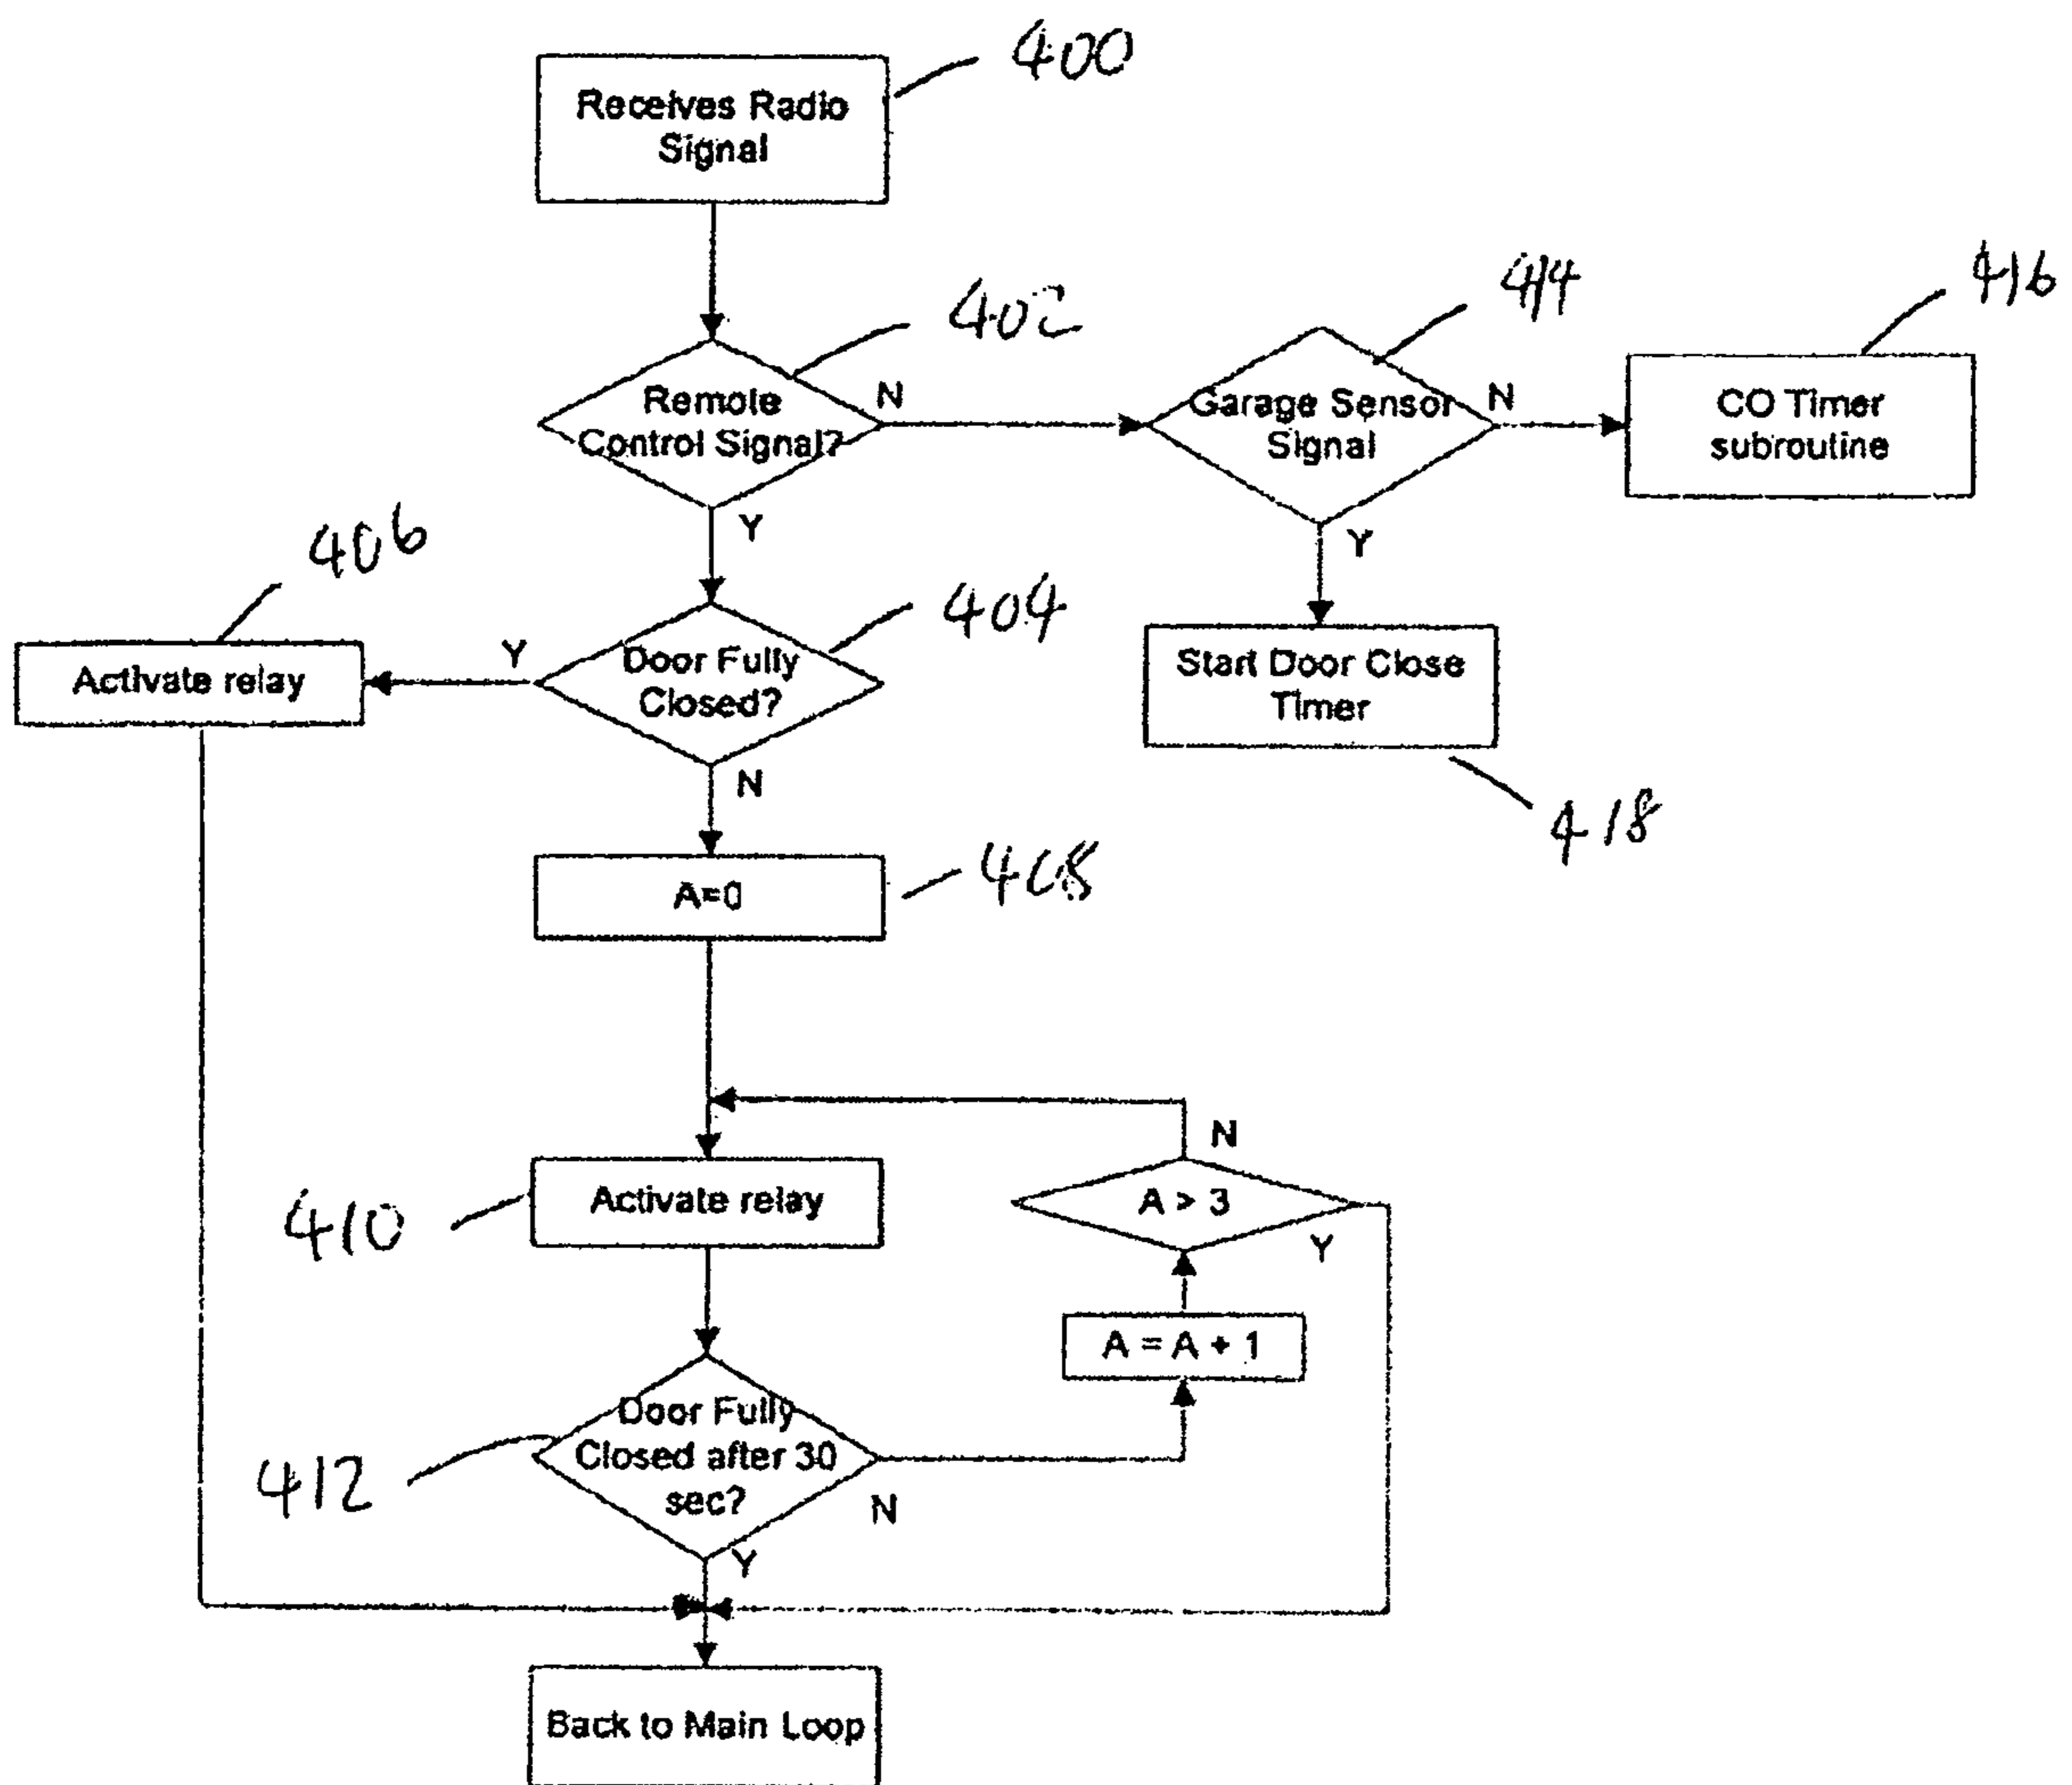 400
Receives Radio
Signal
402
414
416
Remote
Control Signal?
N
Garage Sensor
Signal
N
CO Timer
subroutine
Y
Y
406
404
Activate relay
Y
Door Fully
Closed?
Start Door Close
Timer
N
418
A=0
408
N
410
Activate relay
A > 3
Y
A = A + 1
412
Door Fully
Closed after 30
sec?
N
Y
Back to Main Loop